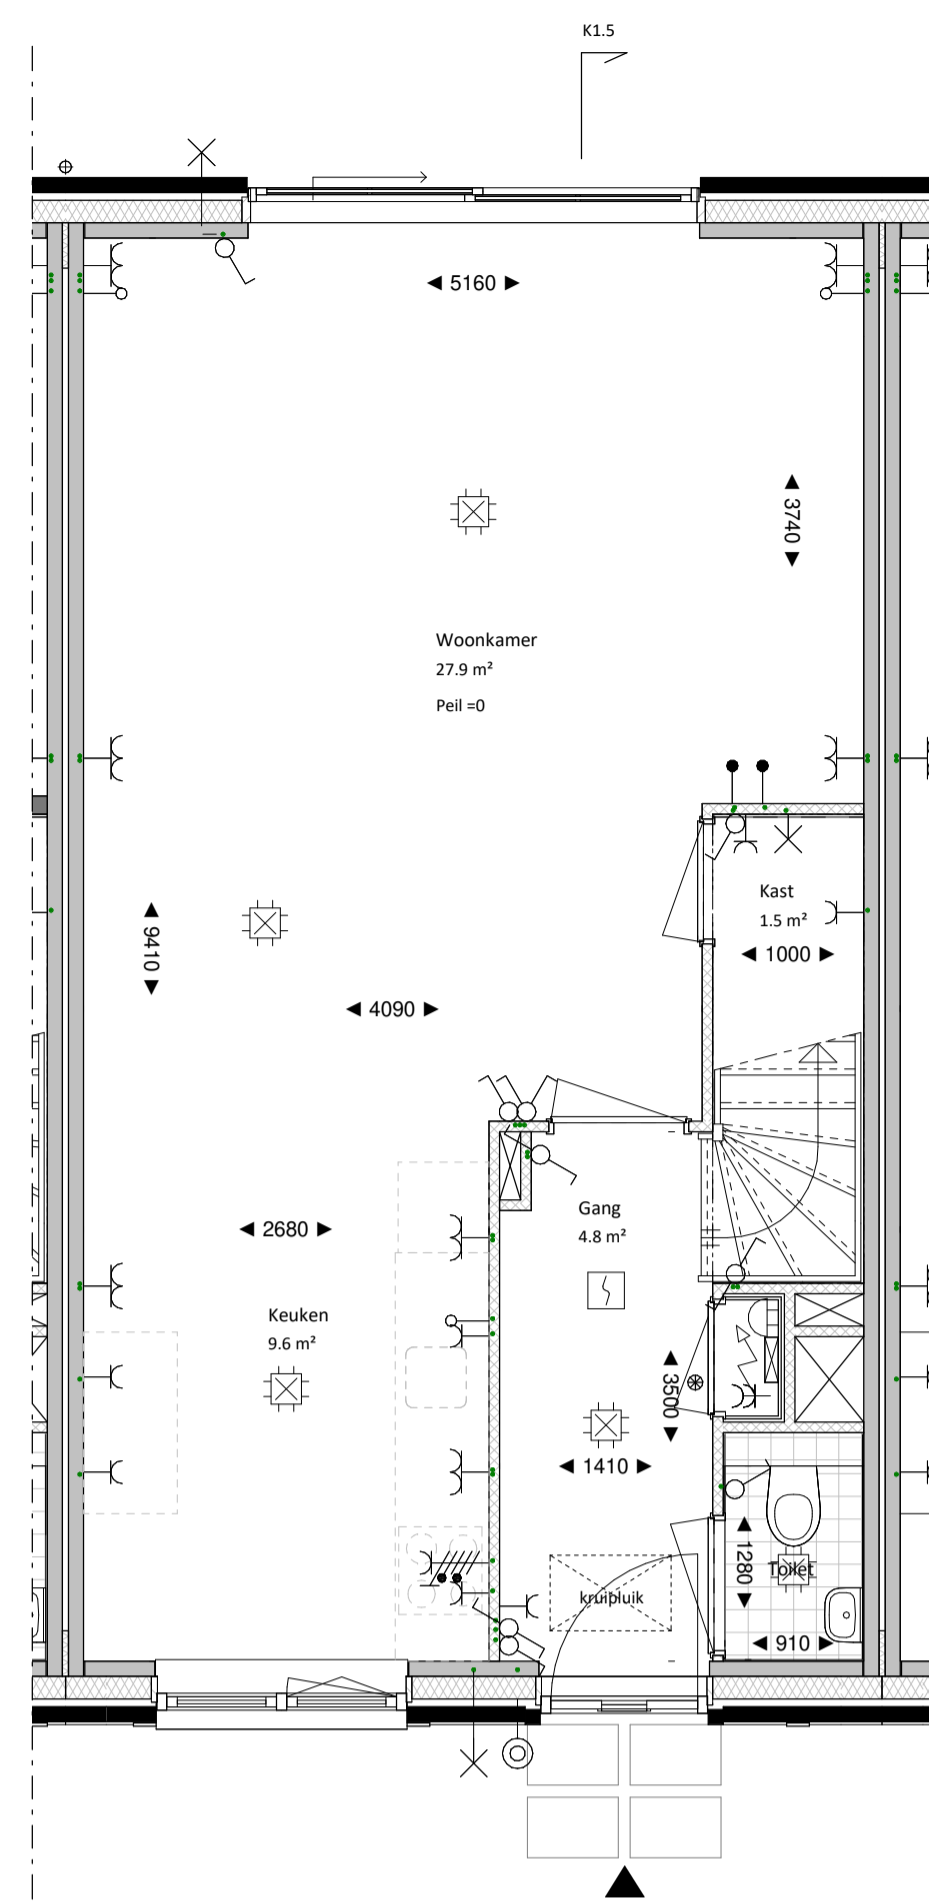 K1.5
5160
3740
Woonkamer
27.9 m²
Peil =0
Kast
1.5 m²
1000
9410
4090
Gang
4.8 m²
2680
Keuken
9.6 m²
3500
1410
1280
Toilet
kruipluik
910